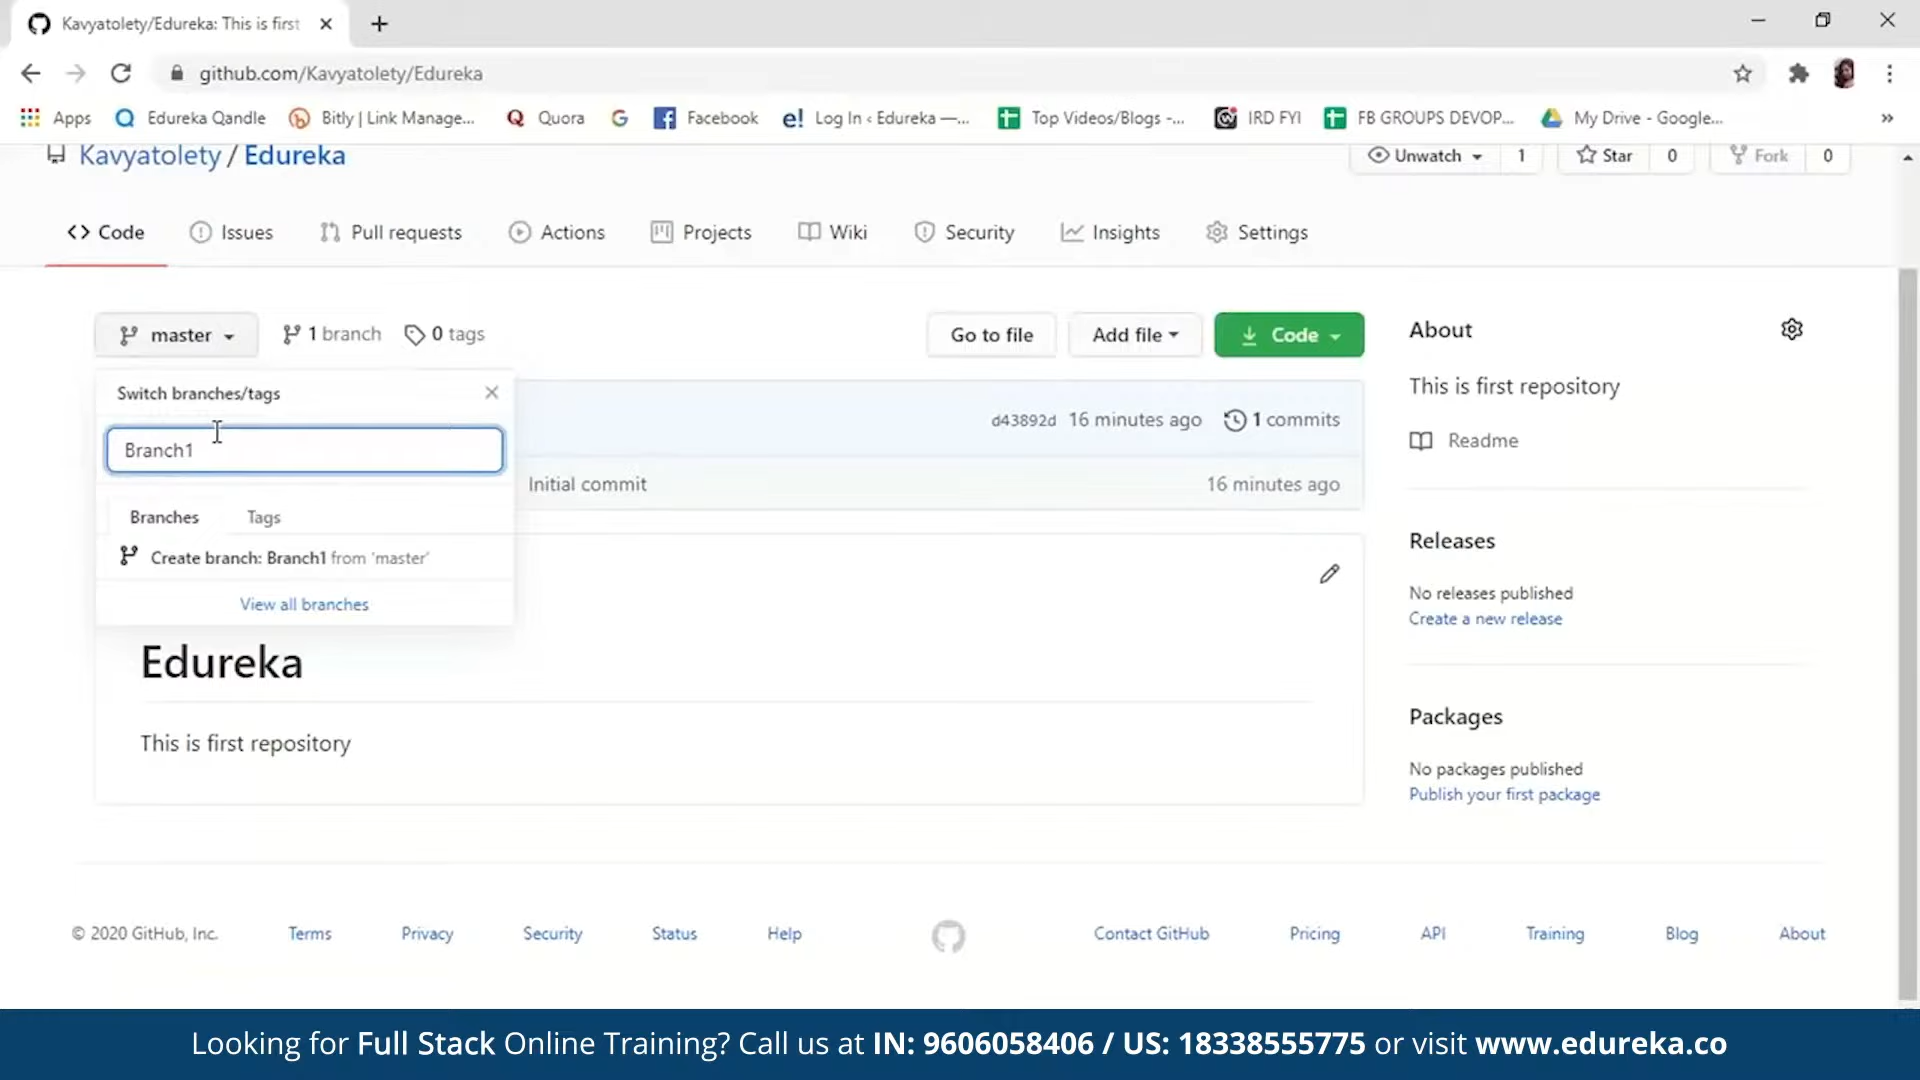 Kavyatolety/Edureka: This is first
github.com/Kavyatolety/Edureka
Apps Edureka Qandle Bitly | Link Manage... Quora Facebook Log In ‹ Edureka —... Top Videos/Blogs -... IRD FYI FB GROUPS DEVOP... My Drive - Google... »
Kavyatolety / Edureka Unwatch 1 Star 0 Fork 0
Code Issues Pull requests Actions Projects Wiki Security Insights Settings
master 1 branch 0 tags Go to file Add file Code About
Switch branches/tags
This is first repository
d43892d 16 minutes ago 1 commits
Branch1
Readme
Initial commit 16 minutes ago
Branches Tags
Create branch: Branch1 from 'master'
View all branches
Releases
No releases published
Create a new release
Edureka
This is first repository
Packages
No packages published
Publish your first package
© 2020 GitHub, Inc. Terms Privacy Security Status Help Contact GitHub Pricing API Training Blog About
Looking for Full Stack Online Training? Call us at IN: 9606058406 / US: 18338555775 or visit www.edureka.co